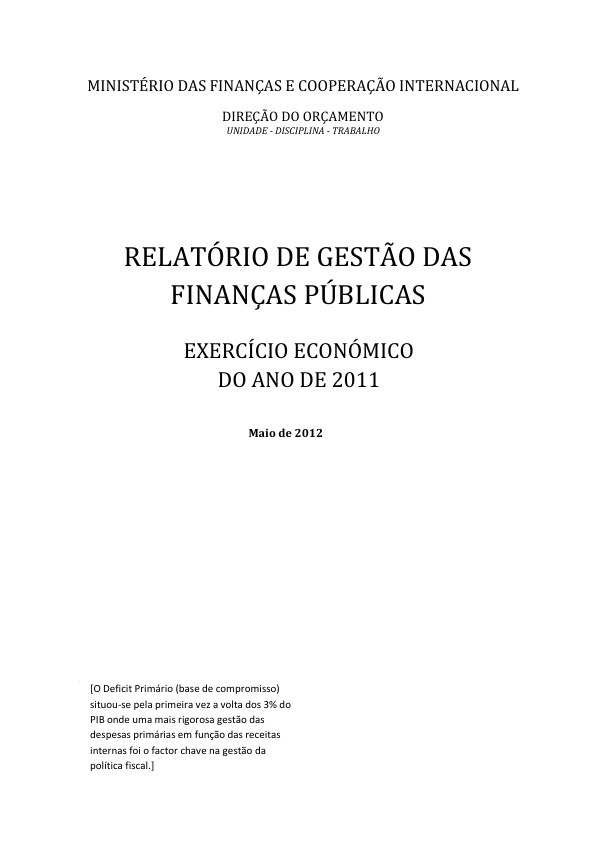 MINISTÉRIO DAS FINANÇAS E COOPERAÇÃO INTERNACIONAL
DIREÇÃO DO ORÇAMENTO
UNIDADE - DISCIPLINA - TRABALHO
RELATÓRIO DE GESTÃO DAS
FINANÇAS PÚBLICAS
EXERCÍCIO ECONÓMICO
DO ANO DE 2011
Maio de 2012
[O Deficit Primário (base de compromisso)
situou-se pela primeira vez a volta dos 3% do
PIB onde uma mais rigorosa gestão das
despesas primárias em função das receitas
internas foi o factor chave na gestão da
política fiscal.]